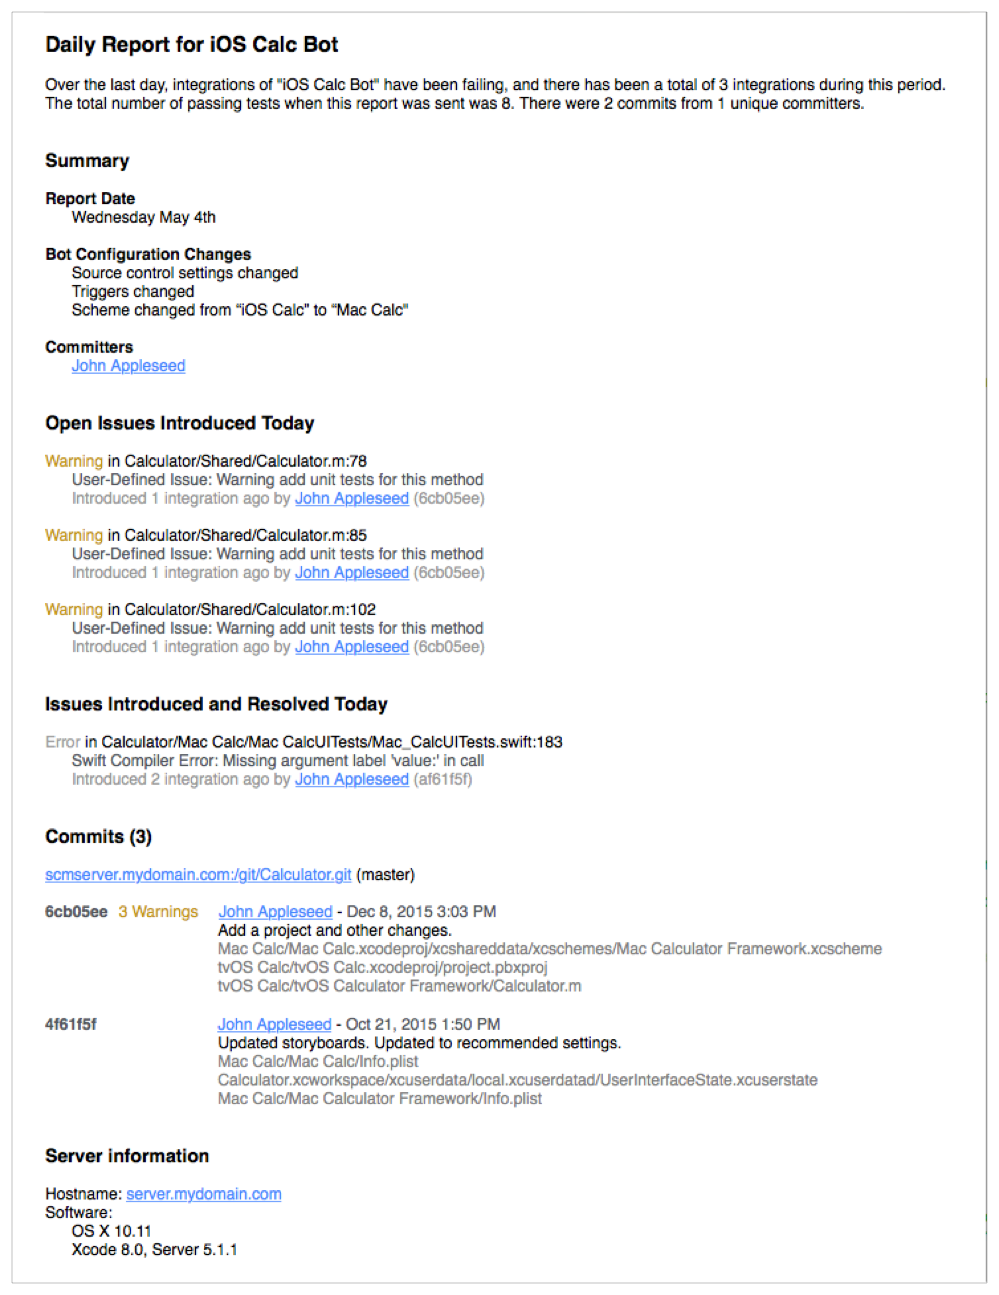 Daily Report for iOS Calc Bot
Over the last day, integrations of "iOS Calc Bot" have been failing, and there has been a total of 3 integrations during this period.
The total number of passing tests when this report was sent was 8. There were 2 commits from 1 unique committers.
Summary
Report Date
Wednesday May 4th
Bot Configuration Changes
Source control settings changed
Triggers changed
Scheme changed from “iOS Calc" to “Mac Calc"
Committers
John Appleseed
Open Issues Introduced Today
Warning in Calculator/Shared/Calculator.m:78
User-Defined Issue: Warning add unit tests for this method
Introduced 1 integration ago by John Appleseed (6cb05ee)
Warning in Calculator/Shared/Calculator.m:85
User-Defined Issue: Warning add unit tests for this method
Introduced 1 integration ago by John Appleseed (6cb05ee)
Warning in Calculator/Shared/Calculator.m:102
User-Defined Issue: Warning add unit tests for this method
Introduced 1 integration ago by John Appleseed (6cb05ee)
Issues Introduced and Resolved Today
Error in Calculator/Mac Calc/Mac CalcUITests/Mac_CalcUITests.swift:183
Swift Compiler Error: Missing argument label 'value:' in call
Introduced 2 integration ago by John Appleseed (af61f5f)
Commits (3)
scmserver.mydomain.com:/git/Calculator.git (master)
6cb05ee 3 Warnings John Appleseed - Dec 8, 2015 3:03 PM
Add a project and other changes.
Mac Calc/Mac Calc.xcodeproj/xcshareddata/xcschemes/Mac Calculator Framework.xcscheme
tvOS Calc/tvOS Calc.xcodeproj/project.pbxproj
tvOS Calc/tvOS Calculator Framework/Calculator.m
4f61f5f John Appleseed - Oct 21, 2015 1:50 PM
Updated storyboards. Updated to recommended settings.
Mac Calc/Mac Calc/Info.plist
Calculator.xcworkspace/xcuserdata/local.xcuserdatad/UserInterfaceState.xcuserstate
Mac Calc/Mac Calculator Framework/Info.plist
Server information
Hostname: server.mydomain.com
Software:
OS X 10.11
Xcode 8.0, Server 5.1.1